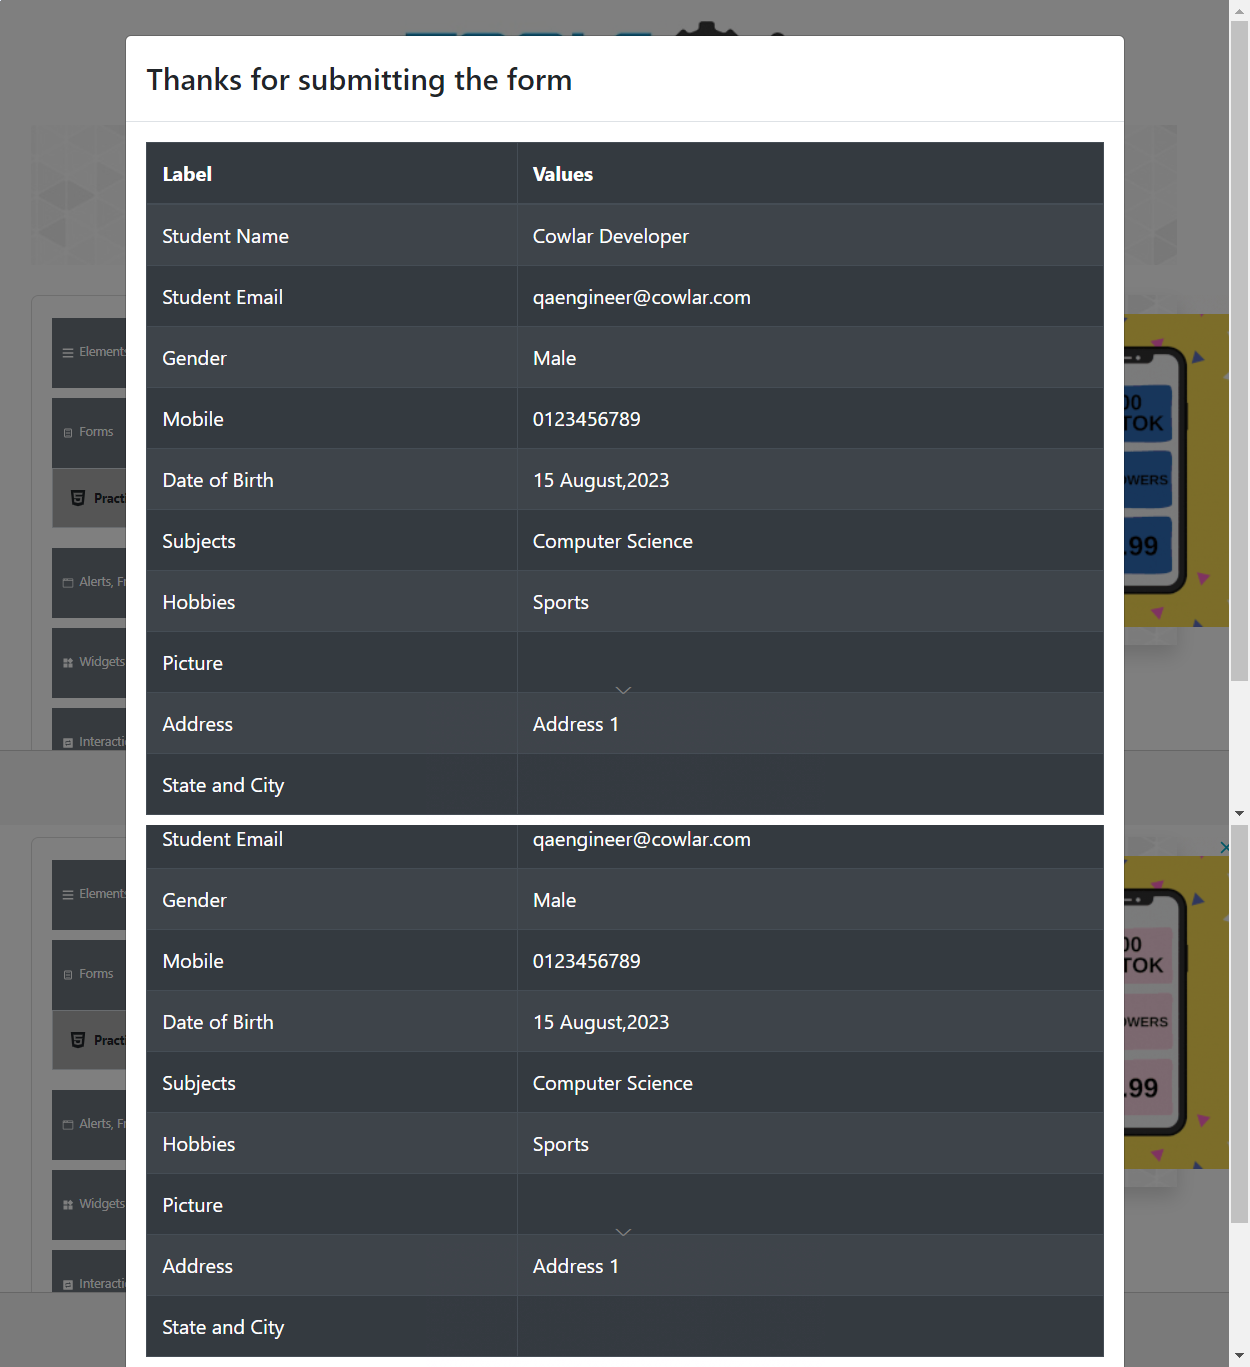 Thanks for submitting the form
Label Values
Student Name Cowlar Developer
Student Email qaengineer@cowlar.com
Gender Male
Mobile 0123456789
Date of Birth 15 August,2023
Subjects Computer Science
Hobbies Sports
Picture
Address Address 1
State and City
Elements
Forms
Practi
Alerts, Fr
Widgets
Interacti
00
TOK
OWERS
.99
Student Email qaengineer@cowlar.com
Gender Male
Mobile 0123456789
Date of Birth 15 August,2023
Subjects Computer Science
Hobbies Sports
Picture
Address Address 1
State and City
Elements
Forms
Practi
Alerts, Fr
Widgets
Interacti
00
TOK
OWERS
.99